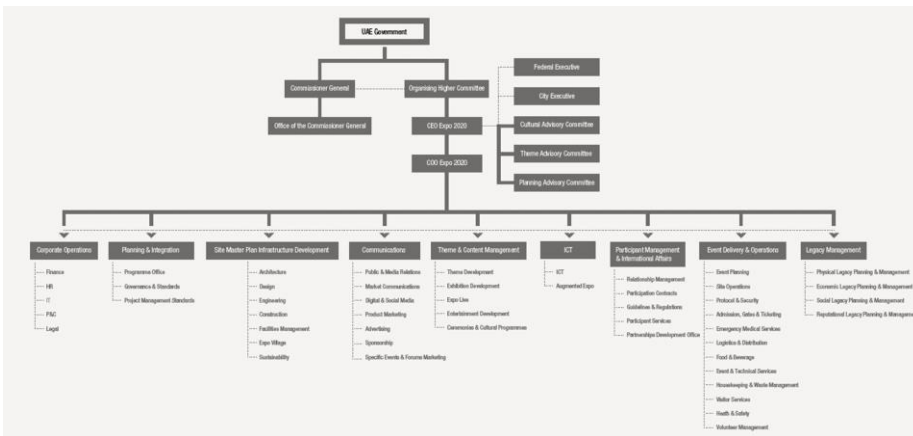 UAE Government
Commissioner General
Organising Higher Committee
Federal Executive
City Executive
Office of the Commissioner General
CEO Expo 2020
Cultural Advisory Committee
COO Expo 2020
Theme Advisory Committee
Planning Advisory Committee
Corporate Operations
Finance
HR
IT
P&C
Legal
Planning & Integration
Programme Office
Governance & Standards
Project Management Standards
Site Master Plan Infrastructure Development
Architecture
Design
Engineering
Construction
Facilities Management
Expo Village
Sustainability
Communications
Public & Media Relations
Market Communications
Digital & Social Media
Product Marketing
Advertising
Sponsorship
Specific Events & Forums Marketing
Theme & Content Management
Theme Development
Exhibition Development
Expo Live
Entertainment Development
Ceremonies & Cultural Programmes
ICT
ICT
Augmented Expo
Participant Management
& International Affairs
Relationship Management
Participation Contracts
Guidelines & Regulations
Participant Services
Partnerships Development Office
Event Delivery & Operations
Event Planning
Site Operations
Protocol & Security
Admission, Gates & Ticketing
Emergency Medical Services
Logistics & Distribution
Food & Beverage
Event & Technical Services
Housekeeping & Waste Management
Visitor Services
Health & Safety
Volunteer Management
Legacy Management
Physical Legacy Planning & Management
Economic Legacy Planning & Management
Social Legacy Planning & Management
Reputational Legacy Planning & Manageme